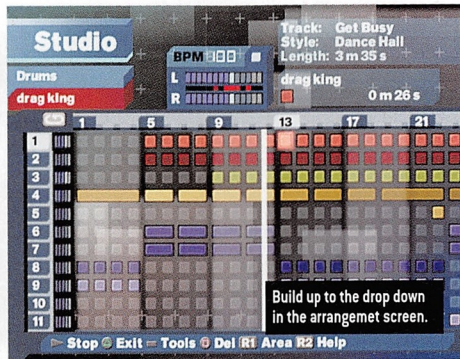 Studio
Drums
drag king
BPM
L
R
Track: Get Busy
Style: Dance Hall
Length: 3 m 35 s
drag king
0 m 26 s
1 5 9 13 17 21
1
2
3
4
5
6
7
8
9
10
11
Build up to the drop down
in the arrangemet screen.
Stop Exit Tools Del R1 Area R2 Help